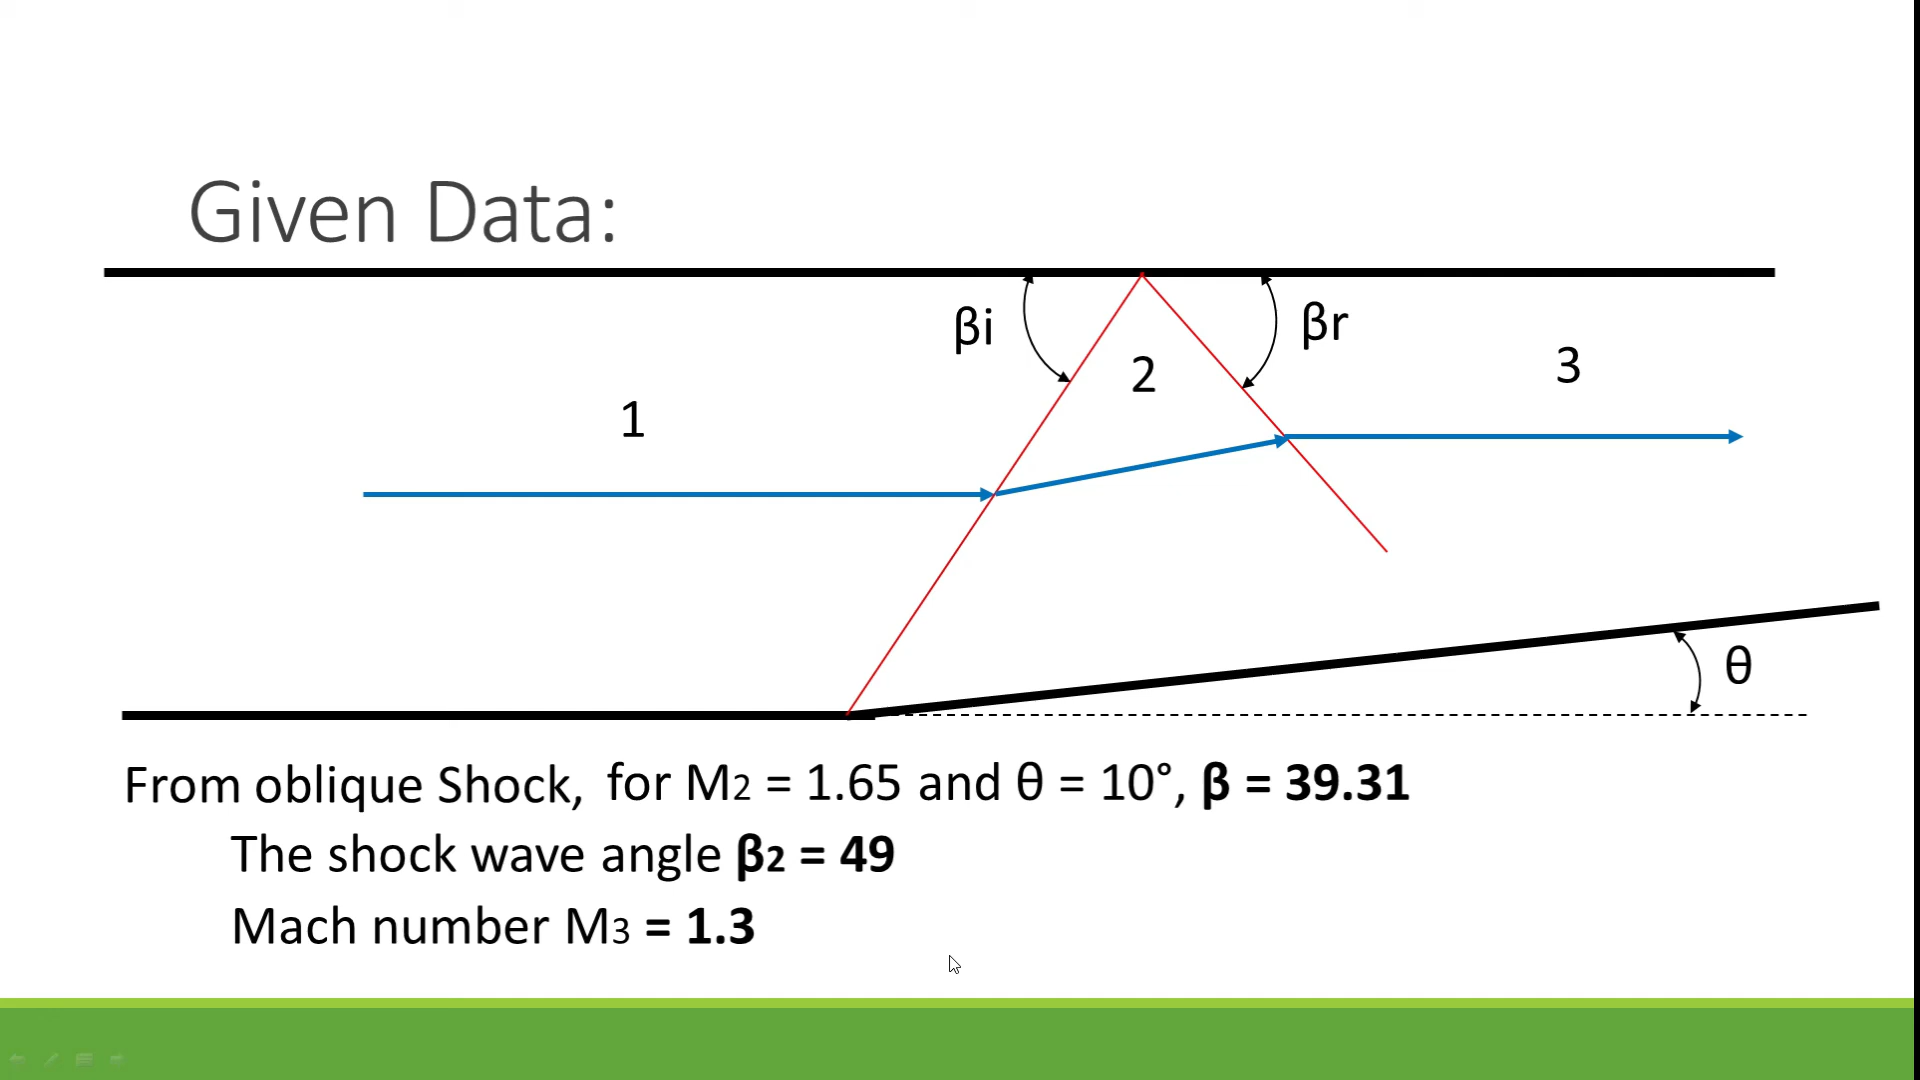 Given Data:
βi
βr
2
3
1
θ
From oblique Shock, for M2 = 1.65 and θ = 10°, β = 39.31
The shock wave angle β2 = 49
Mach number M3 = 1.3